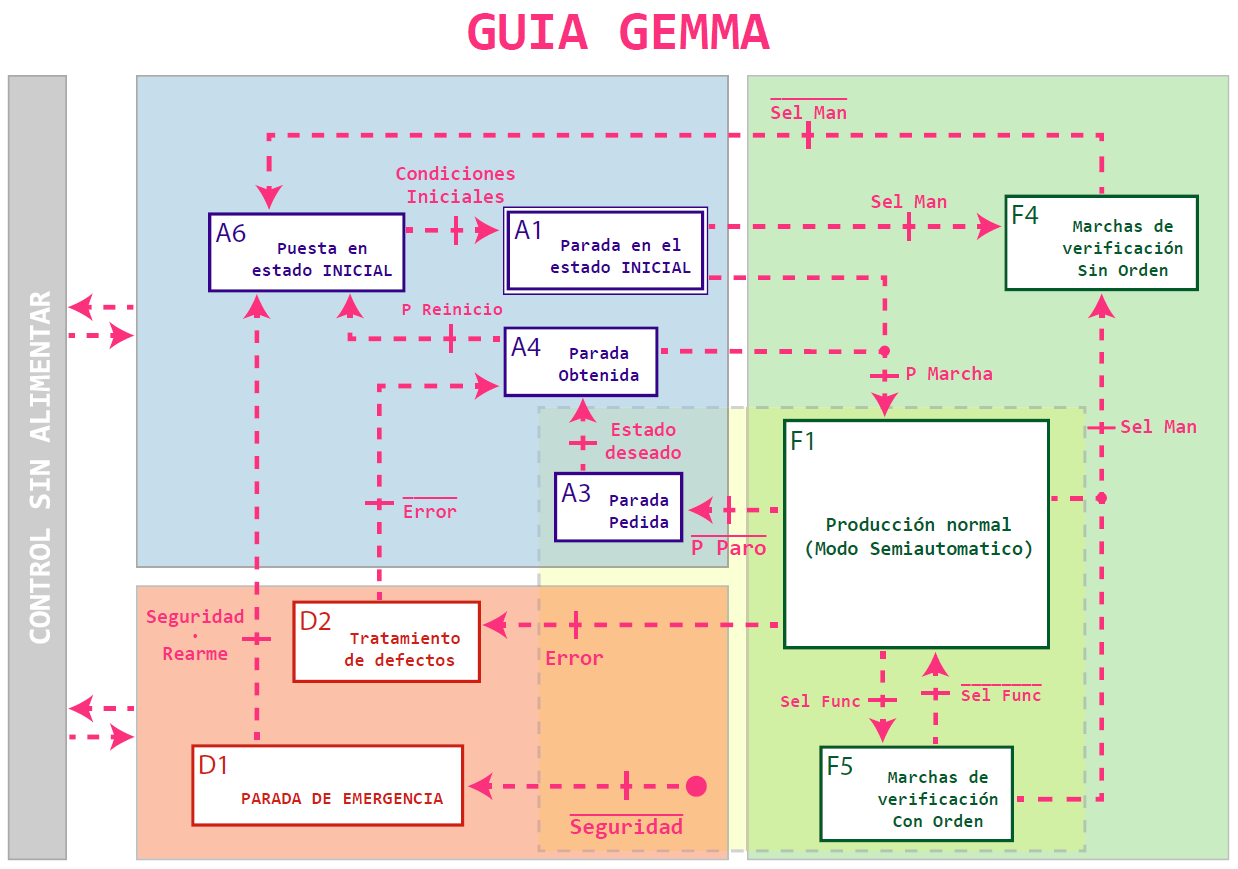 GUIA GEMMA
CONTROL SIN ALIMENTAR
Sel Man
Condiciones
Iniciales
Sel Man
A6
Puesta en
estado INICIAL
A1
Parada en el
estado INICIAL
F4
Marchas de
verificación
Sin Orden
P Reinicio
A4
Parada
Obtenida
P Marcha
Estado
deseado
Sel Man
F1
Producción normal
(Modo Semiautomatico)
A3
Parada
Pedida
Error
P Paro
Seguridad
·
Rearme
D2
Tratamiento
de defectos
Error
Sel Func
Sel Func
D1
PARADA DE EMERGENCIA
Seguridad
F5
Marchas de
verificación
Con Orden